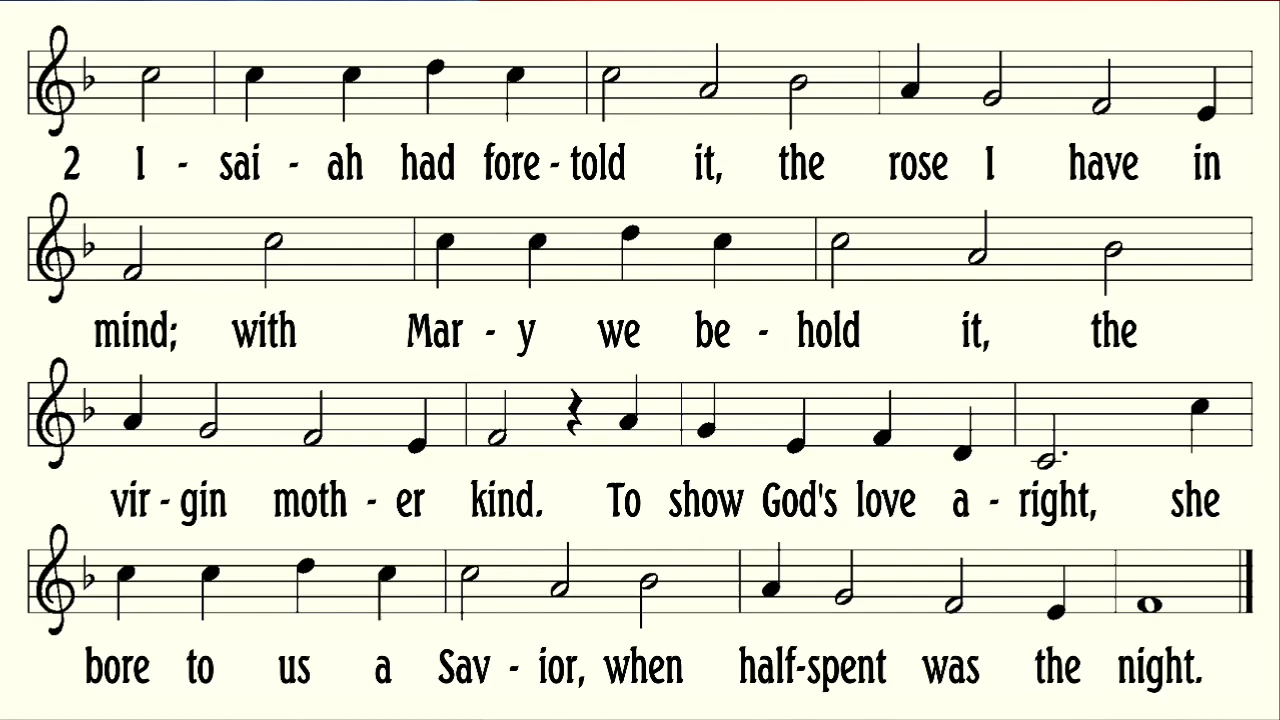 2 I - sai - ah had fore - told it, the rose I have in
mind; with Mar - y we be - hold it, the
vir - gin moth - er kind. To show God's love a - right, she
bore to us a Sav - ior, when half-spent was the night.